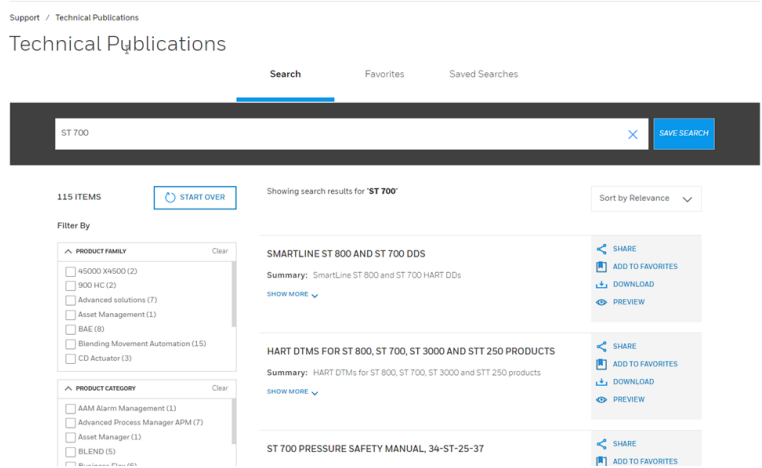 Support / Technical Publications
Technical Publications
Search
Favorites
Saved Searches
ST 700
SAVE SEARCH
115 ITEMS
START OVER
Showing search results for "ST 700"
Sort by Relevance
Filter By
PRODUCT FAMILY
Clear
45000 X4500 (2)
900 HC (2)
Advanced solutions (7)
Asset Management (1)
BAE (8)
Blending Movement Automation (15)
CD Actuator (3)
PRODUCT CATEGORY
Clear
AAM Alarm Management (1)
Advanced Process Manager APM (7)
Asset Manager (1)
BLEND (5)
Business Flex (5)
SMARTLINE ST 800 AND ST 700 DDS
Summary: SmartLine ST 800 and ST 700 HART DDs
SHOW MORE
SHARE
ADD TO FAVORITES
DOWNLOAD
PREVIEW
HART DTMS FOR ST 800, ST 700, ST 3000 AND STT 250 PRODUCTS
Summary: HART DTMs for ST 800, ST 700, ST 3000 and STT 250 products
SHOW MORE
SHARE
ADD TO FAVORITES
DOWNLOAD
PREVIEW
ST 700 PRESSURE SAFETY MANUAL, 34-ST-25-37
SHARE
ADD TO FAVORITES